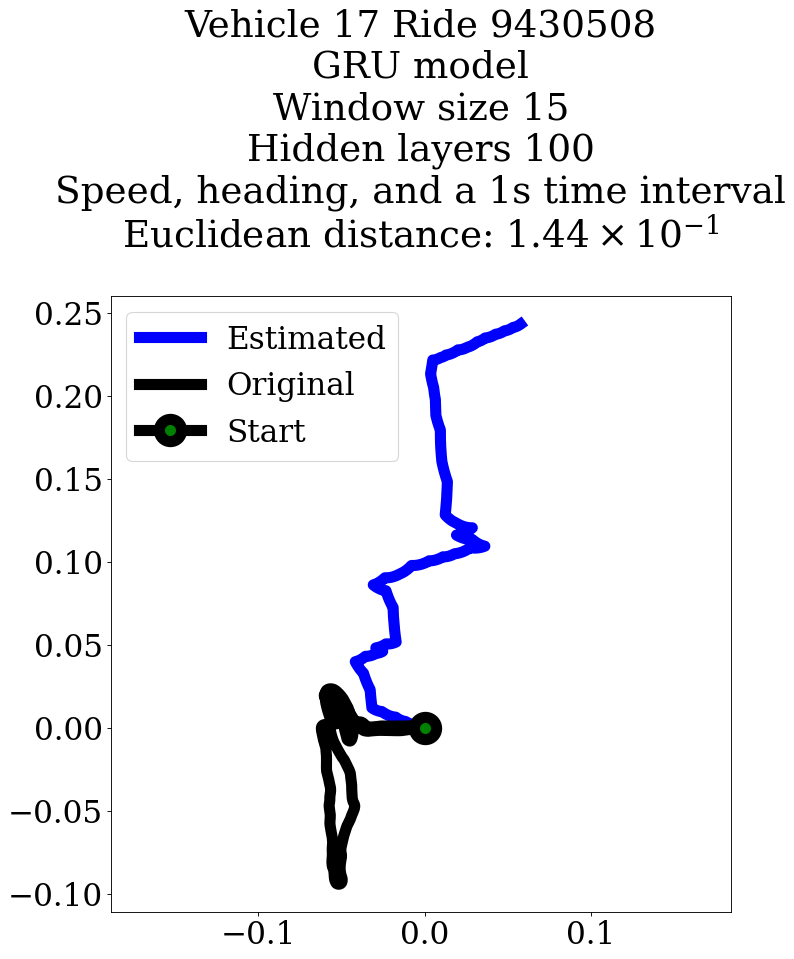 Vehicle 17 Ride 9430508
GRU model
Window size 15
Hidden layers 100
Speed, heading, and a 1s time interval
Euclidean distance: 1.44 × 10⁻¹
Estimated
Original
Start
0.25
0.20
0.15
0.10
0.05
0.00
−0.05
−0.10
−0.1 0.0 0.1